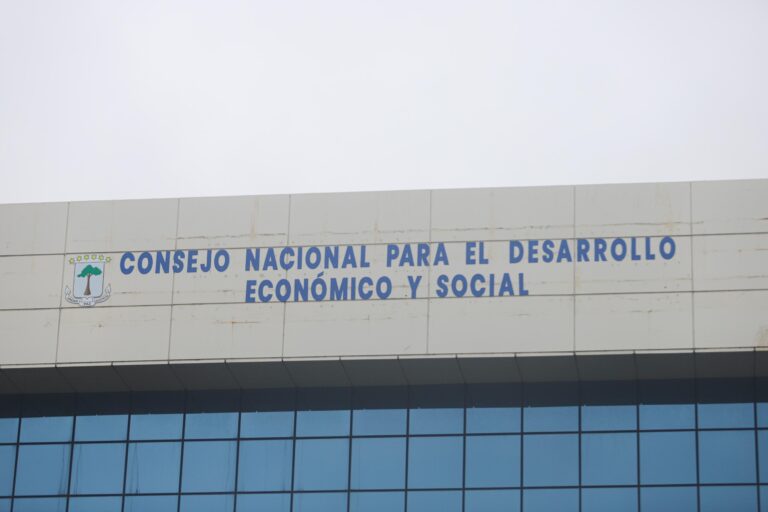 CONSEJO NACIONAL PARA EL DESARROLLO
ECONÓMICO Y SOCIAL